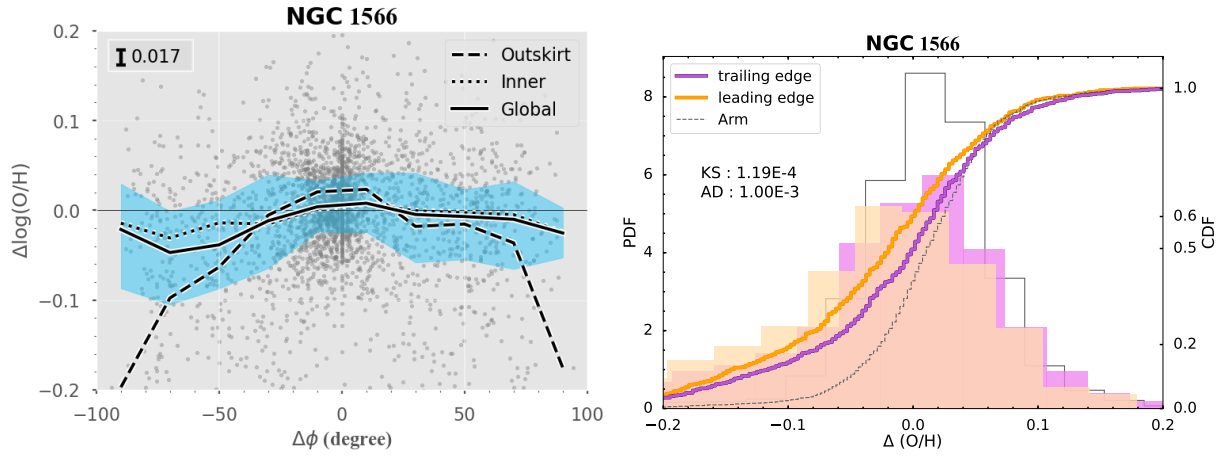 NGC 1566
0.017
Outskirt
Inner
Global
0.2
0.1
0.0
−0.1
−0.2
Δlog(O/H)
−100
−50
0
50
100
Δϕ (degree)
NGC 1566
trailing edge
leading edge
Arm
KS : 1.19E-4
AD : 1.00E-3
8
6
4
2
0
PDF
1.0
0.6
0.5
0.2
0.0
CDF
−0.2
−0.1
0.0
0.1
0.2
Δ (O/H)